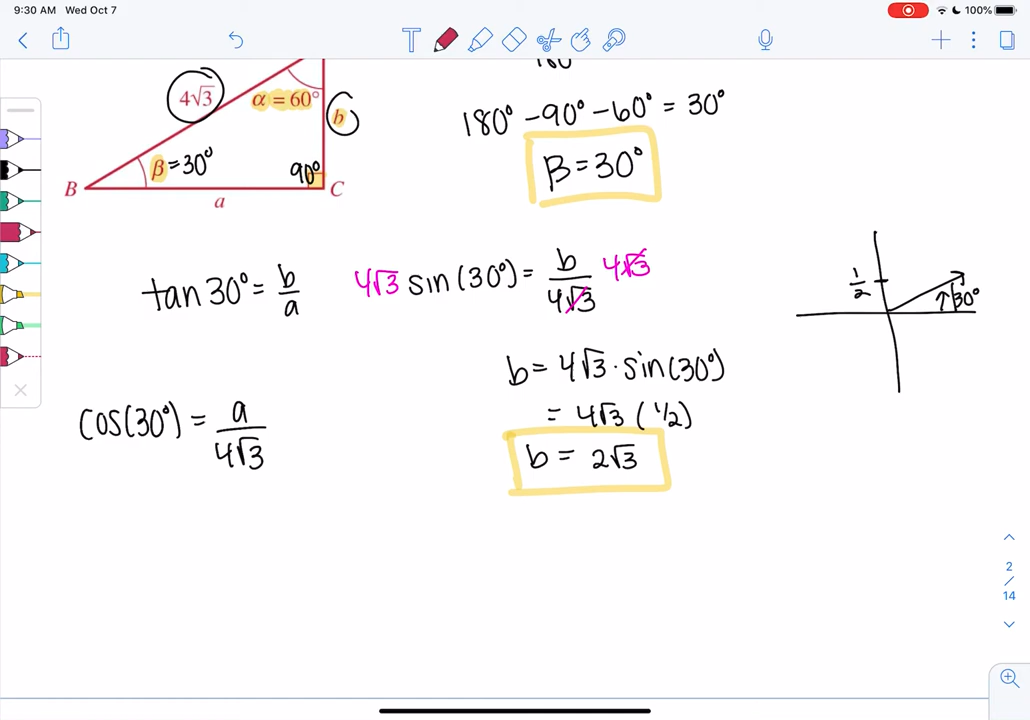 9:30 AM Wed Oct 7
100%
T
4√3
α = 60°
b
β = 30°
90°
B
C
a
180
180° - 90° - 60° = 30°
β = 30°
tan 30° = b/a
4√3 sin(30°) = b/4√3 4√3
1/2
30°
b = 4√3 · sin(30°)
= 4√3 (1/2)
b = 2√3
cos(30°) = a/4√3
2
/
14